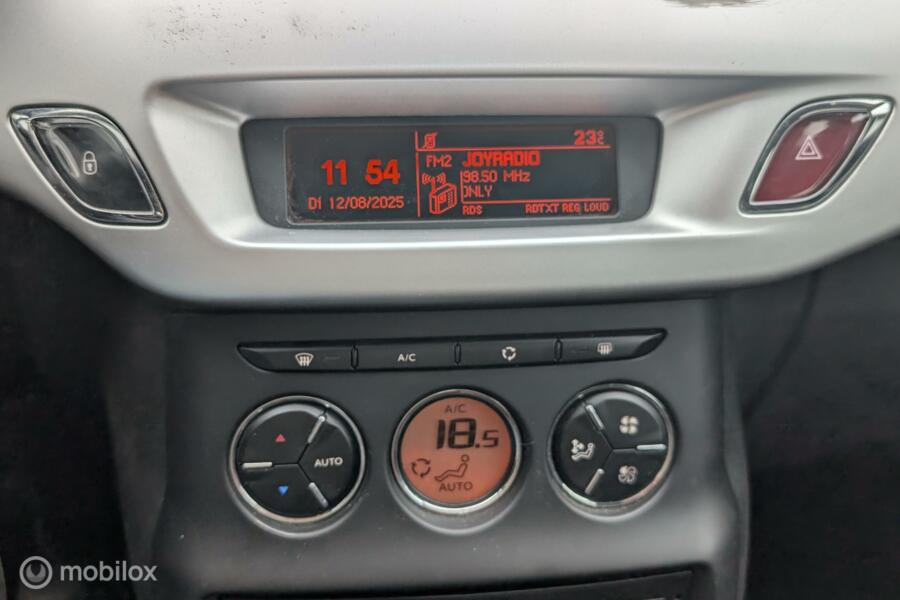 23°C
11 54
FM2 JOYRADIO
98.50 MHz
ONLY
DI 12/08/2025
RDS RDTXT REG LOUD
A/C
A/C
18.5
AUTO
AUTO
mobilox